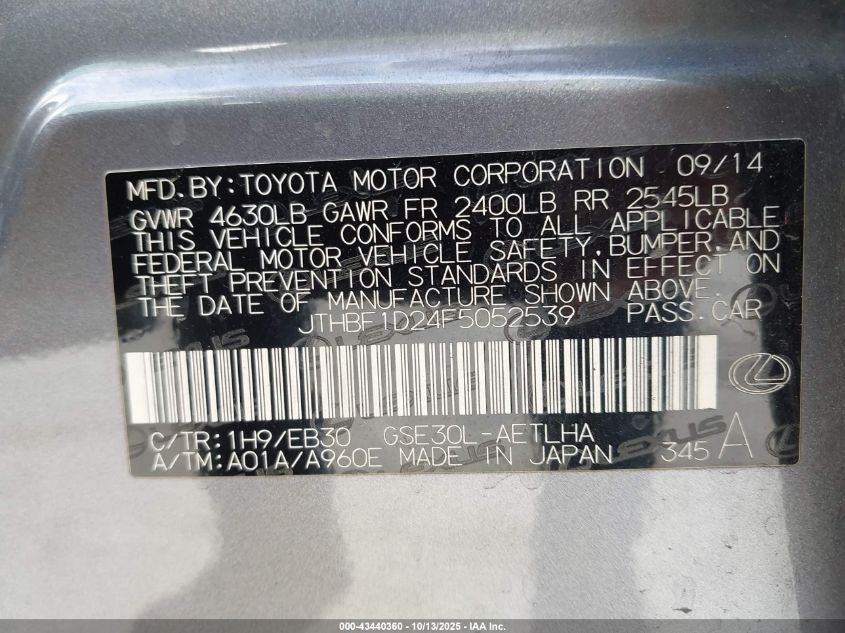 MFD.BY:TOYOTA MOTOR CORPORATION 09/14
GVWR 4630LB GAWR FR 2400LB RR 2545LB
THIS VEHICLE CONFORMS TO ALL APPLICABLE
FEDERAL MOTOR VEHICLE SAFETY,BUMPER,AND
THEFT PREVENTION STANDARDS IN EFFECT ON
THE DATE OF MANUFACTURE SHOWN ABOVE.
JTHBF1D24F5052539 PASS.CAR
C/TR:1H9/EB30 GSE30L-AETLHA
A/TM:A01A/A960E MADE IN JAPAN 345 A
000-43440360 - 10/13/2025 - IAA Inc.